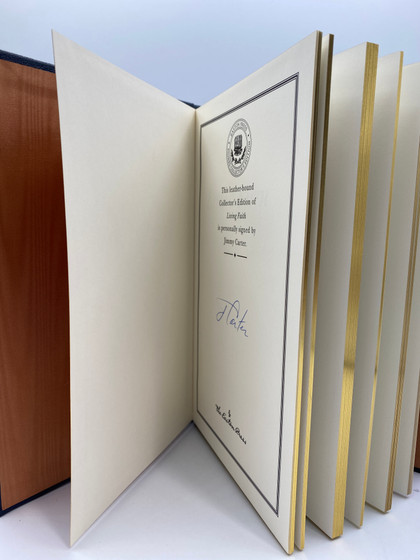 This leather-bound
Collector's Edition of
Living Faith
is personally signed by
Jimmy Carter.
J Carter
The Easton Press